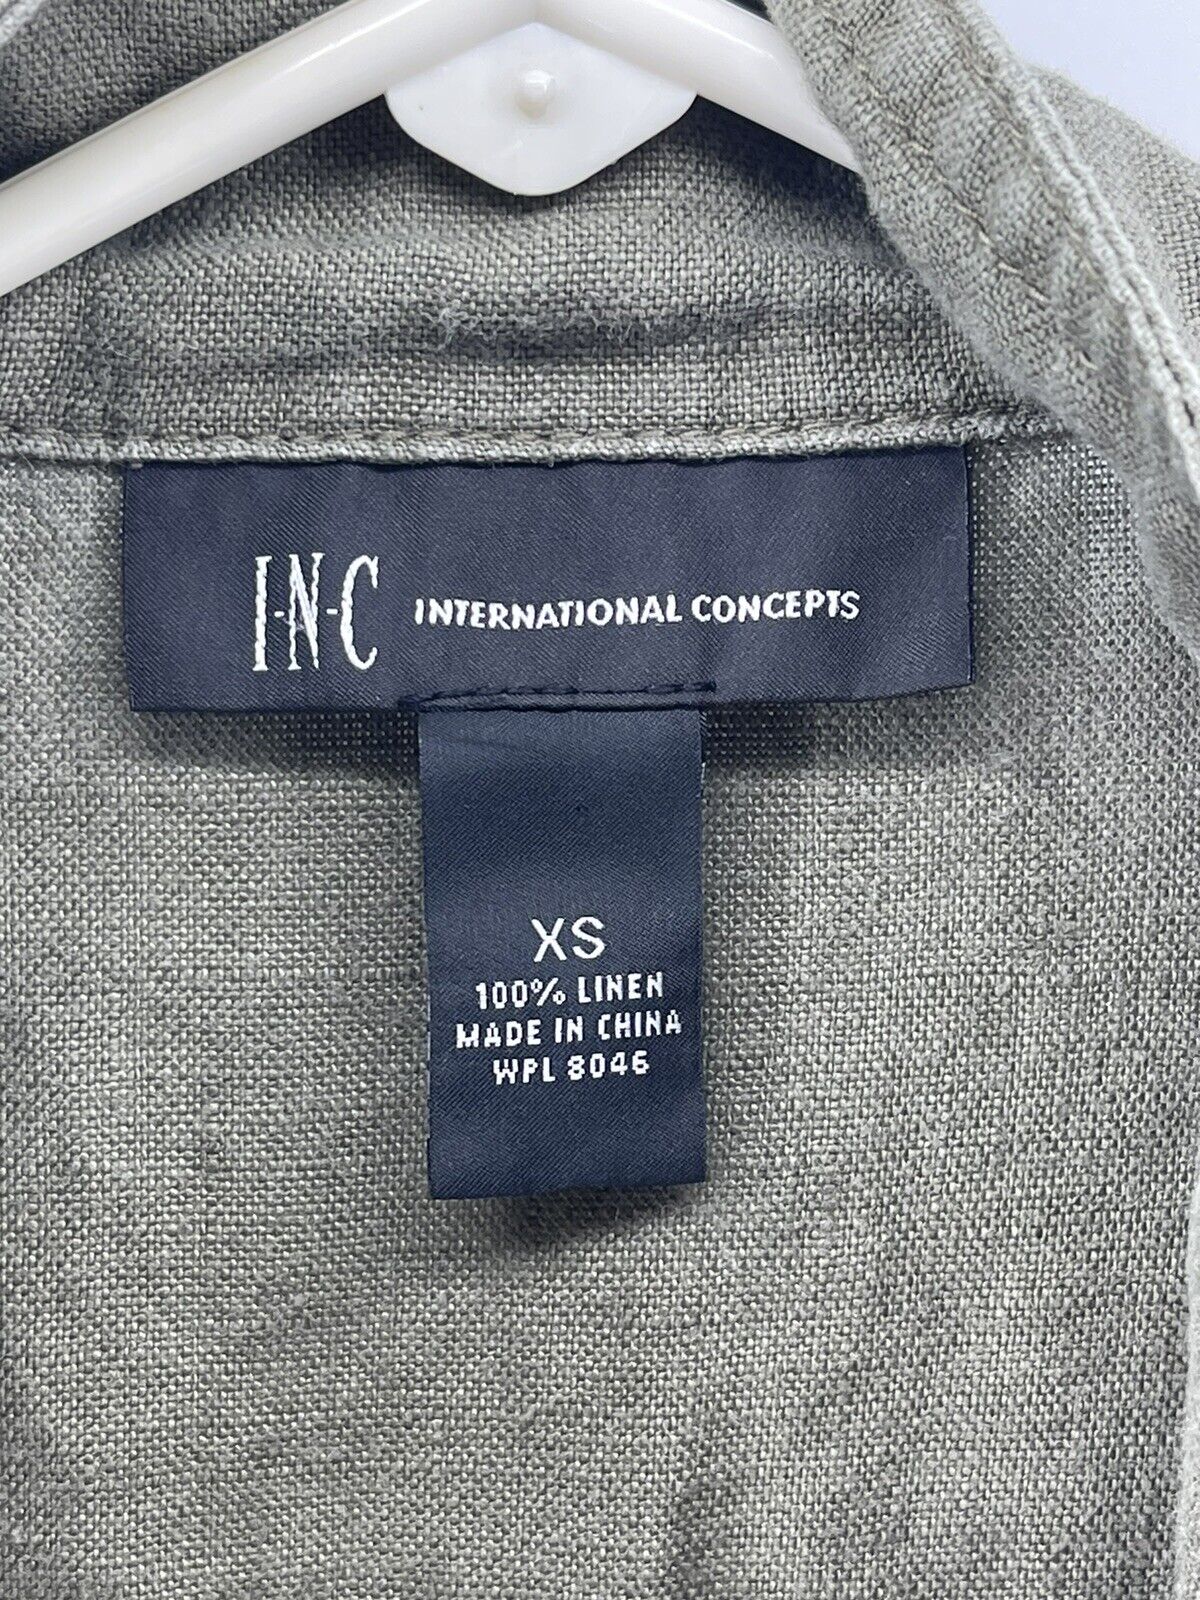 I-N-C INTERNATIONAL CONCEPTS
XS
100% LINEN
MADE IN CHINA
WPL 8046